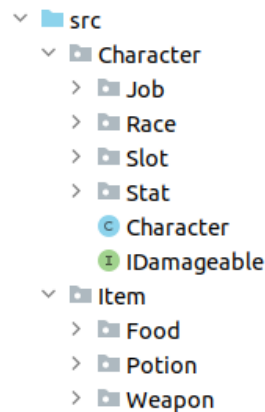 src
Character
Job
Race
Slot
Stat
C Character
I IDamageable
Item
Food
Potion
Weapon